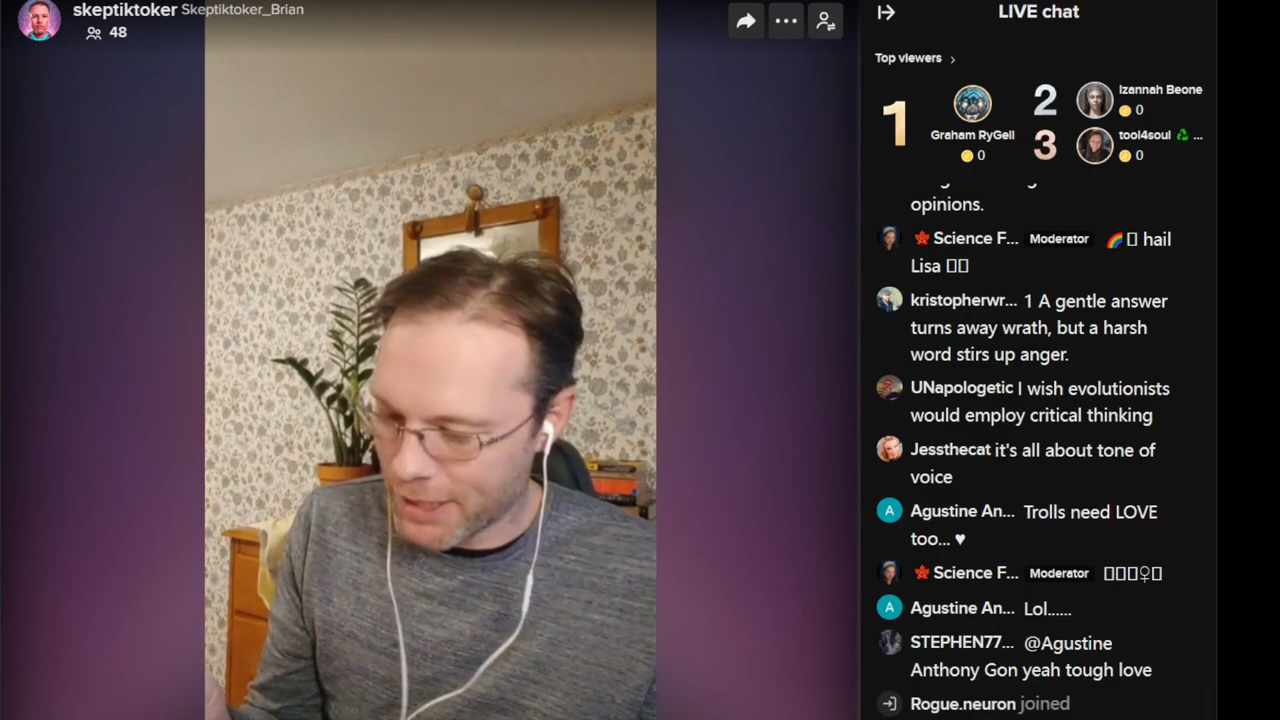 skeptiktoker Skeptiktoker_Brian
48
LIVE chat
Top viewers
1
Graham RyGell
0
2
Izannah Beone
0
3
tool4soul ♻ ...
0
opinions.
Science F... Moderator 🌈 hail
Lisa
kristopherwr... 1 A gentle answer
turns away wrath, but a harsh
word stirs up anger.
UNapologetic I wish evolutionists
would employ critical thinking
Jessthecat it's all about tone of
voice
A Agustine An... Trolls need LOVE
too... ♥
Science F... Moderator ♀
A Agustine An... Lol......
STEPHEN77... @Agustine
Anthony Gon yeah tough love
Rogue.neuron joined